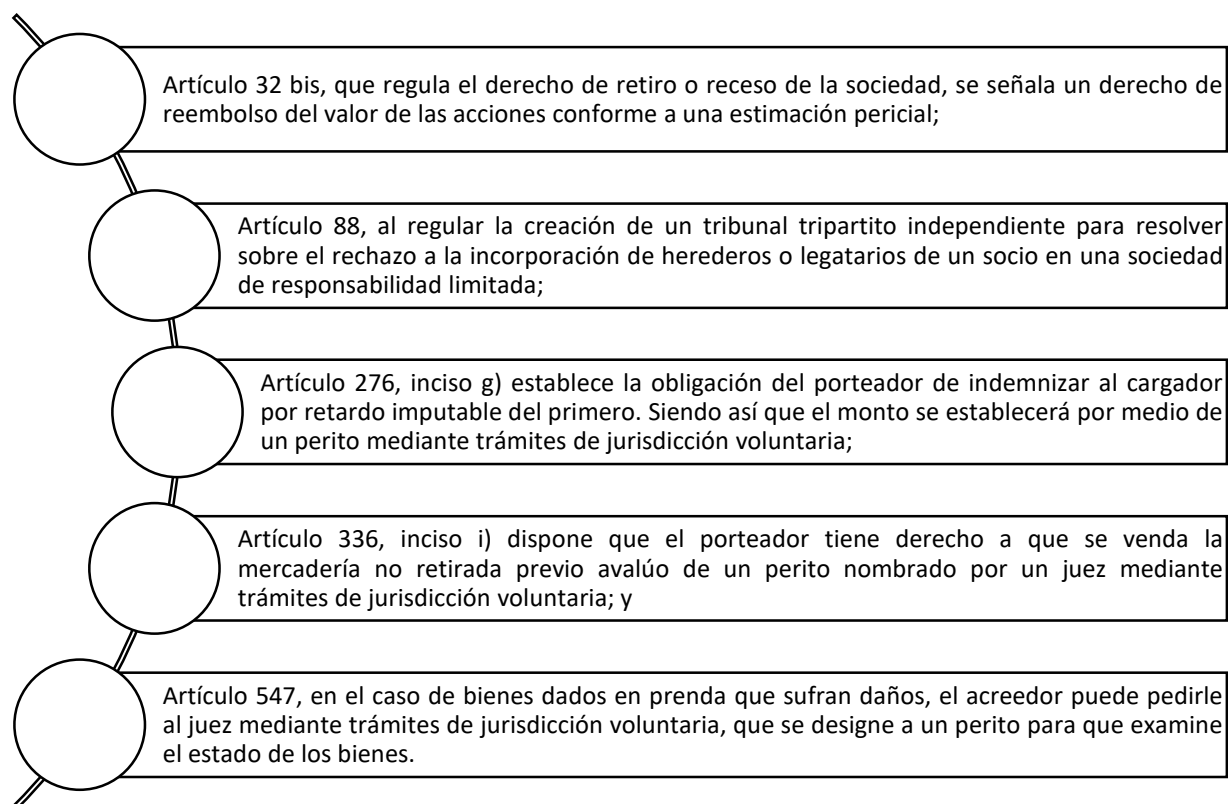 Artículo 32 bis, que regula el derecho de retiro o receso de la sociedad, se señala un derecho de
reembolso del valor de las acciones conforme a una estimación pericial;
Artículo 88, al regular la creación de un tribunal tripartito independiente para resolver
sobre el rechazo a la incorporación de herederos o legatarios de un socio en una sociedad
de responsabilidad limitada;
Artículo 276, inciso g) establece la obligación del porteador de indemnizar al cargador
por retardo imputable del primero. Siendo así que el monto se establecerá por medio de
un perito mediante trámites de jurisdicción voluntaria;
Artículo 336, inciso i) dispone que el porteador tiene derecho a que se venda la
mercadería no retirada previo avalúo de un perito nombrado por un juez mediante
trámites de jurisdicción voluntaria; y
Artículo 547, en el caso de bienes dados en prenda que sufran daños, el acreedor puede pedirle
al juez mediante trámites de jurisdicción voluntaria, que se designe a un perito para que examine
el estado de los bienes.